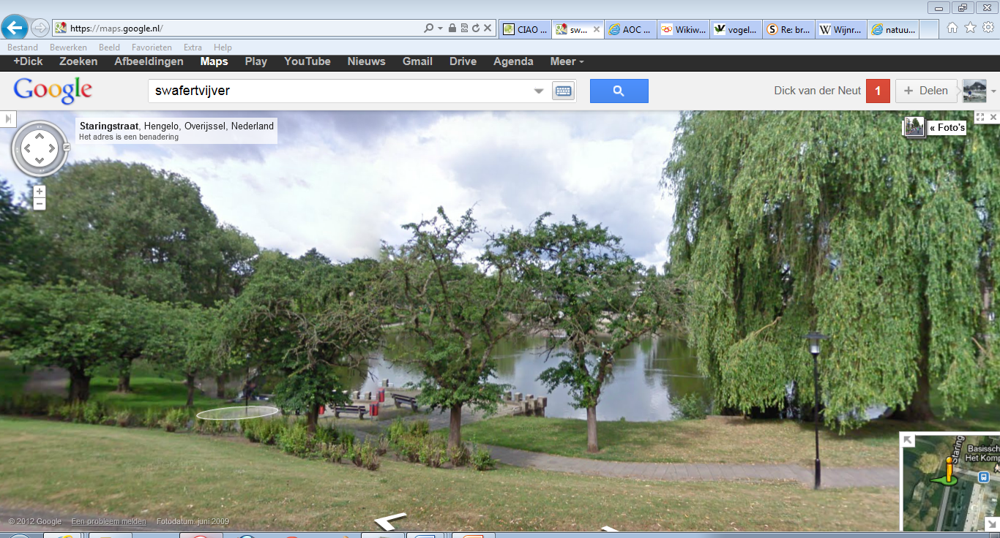 https://maps.google.nl/
CIAO ...
sw...
AOC ...
Wikiw...
vogel...
Re: br...
Wijnr...
natuu...
Bestand Bewerken Beeld Favorieten Extra Help
+Dick Zoeken Afbeeldingen Maps Play YouTube Nieuws Gmail Drive Agenda Meer
Google
swafertvijver
Dick van der Neut
1
+ Delen
Staringstraat, Hengelo, Overijssel, Nederland
Het adres is een benadering
« Foto's
N
+
−
Staring
Basissch
Het Komp
© 2012 Google Een probleem melden Fotodatum: juni 2009